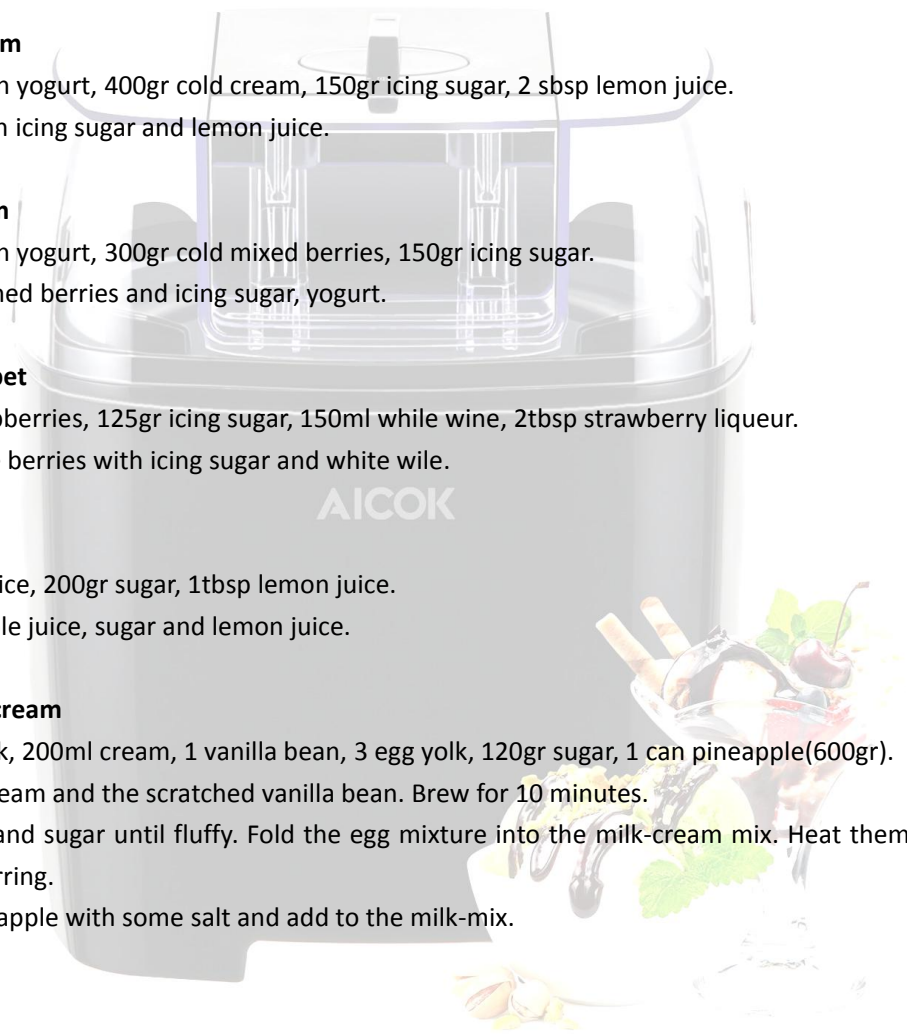 m
n yogurt, 400gr cold cream, 150gr icing sugar, 2 sbsp lemon juice.
n icing sugar and lemon juice.
n
n yogurt, 300gr cold mixed berries, 150gr icing sugar.
ned berries and icing sugar, yogurt.
bet
berries, 125gr icing sugar, 150ml while wine, 2tbsp strawberry liqueur.
berries with icing sugar and white wile.
AICOK
ice, 200gr sugar, 1tbsp lemon juice.
le juice, sugar and lemon juice.
cream
k, 200ml cream, 1 vanilla bean, 3 egg yolk, 120gr sugar, 1 can pineapple(600gr).
eam and the scratched vanilla bean. Brew for 10 minutes.
and sugar until fluffy. Fold the egg mixture into the milk-cream mix. Heat them
rring.
apple with some salt and add to the milk-mix.